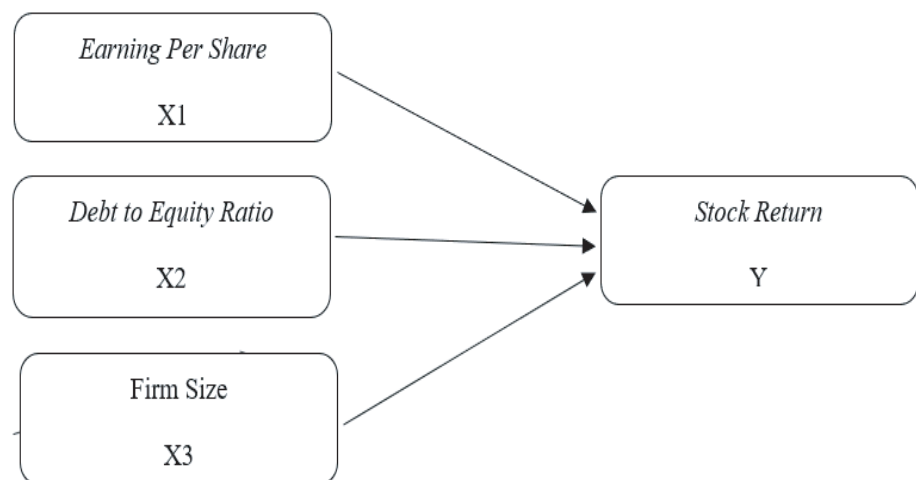 Earning Per Share
X1
Debt to Equity Ratio
X2
Firm Size
X3
Stock Return
Y